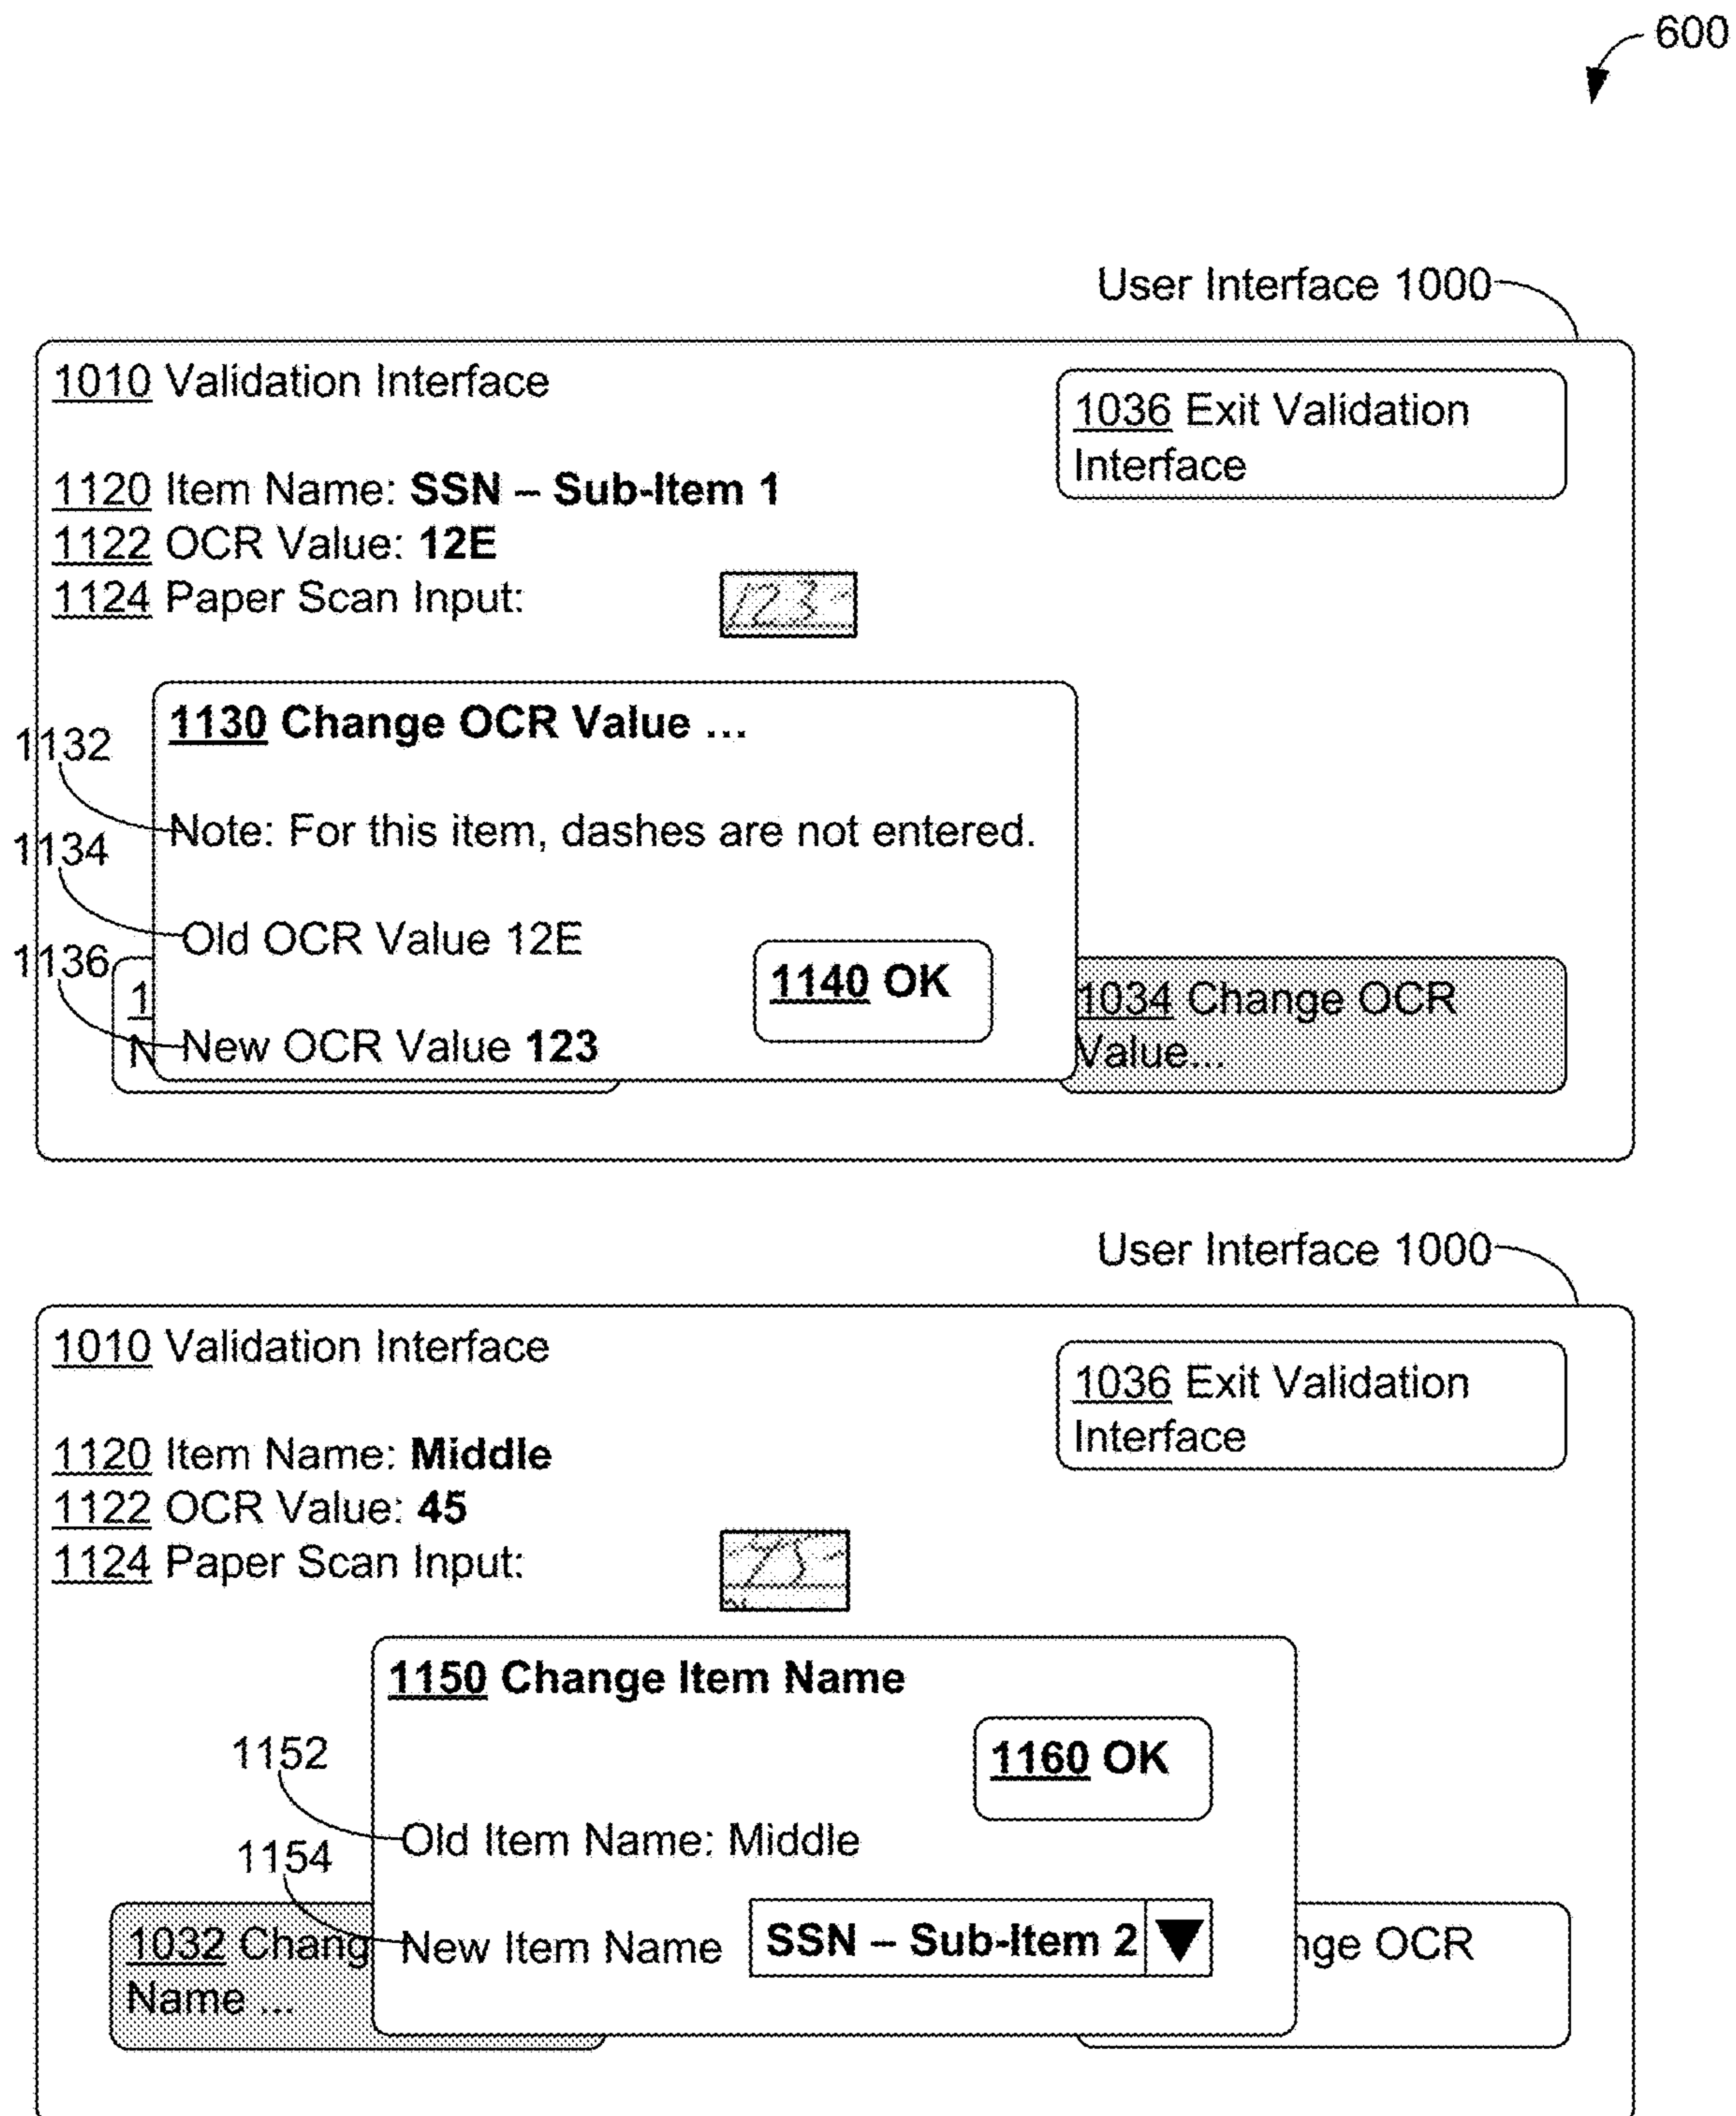 600
User Interface 1000
1010 Validation Interface
1036 Exit Validation
Interface
1120 Item Name: SSN – Sub-Item 1
1122 OCR Value: 12E
1124 Paper Scan Input:
123-
1130 Change OCR Value ...
1132
Note: For this item, dashes are not entered.
1134
Old OCR Value 12E
1136
1140 OK
1
N
New OCR Value 123
1034 Change OCR
Value...
User Interface 1000
1010 Validation Interface
1036 Exit Validation
Interface
1120 Item Name: Middle
1122 OCR Value: 45
1124 Paper Scan Input:
1150 Change Item Name
1160 OK
1152
Old Item Name: Middle
1154
New Item Name
SSN – Sub-Item 2
1032 Chang
Name ...
nge OCR